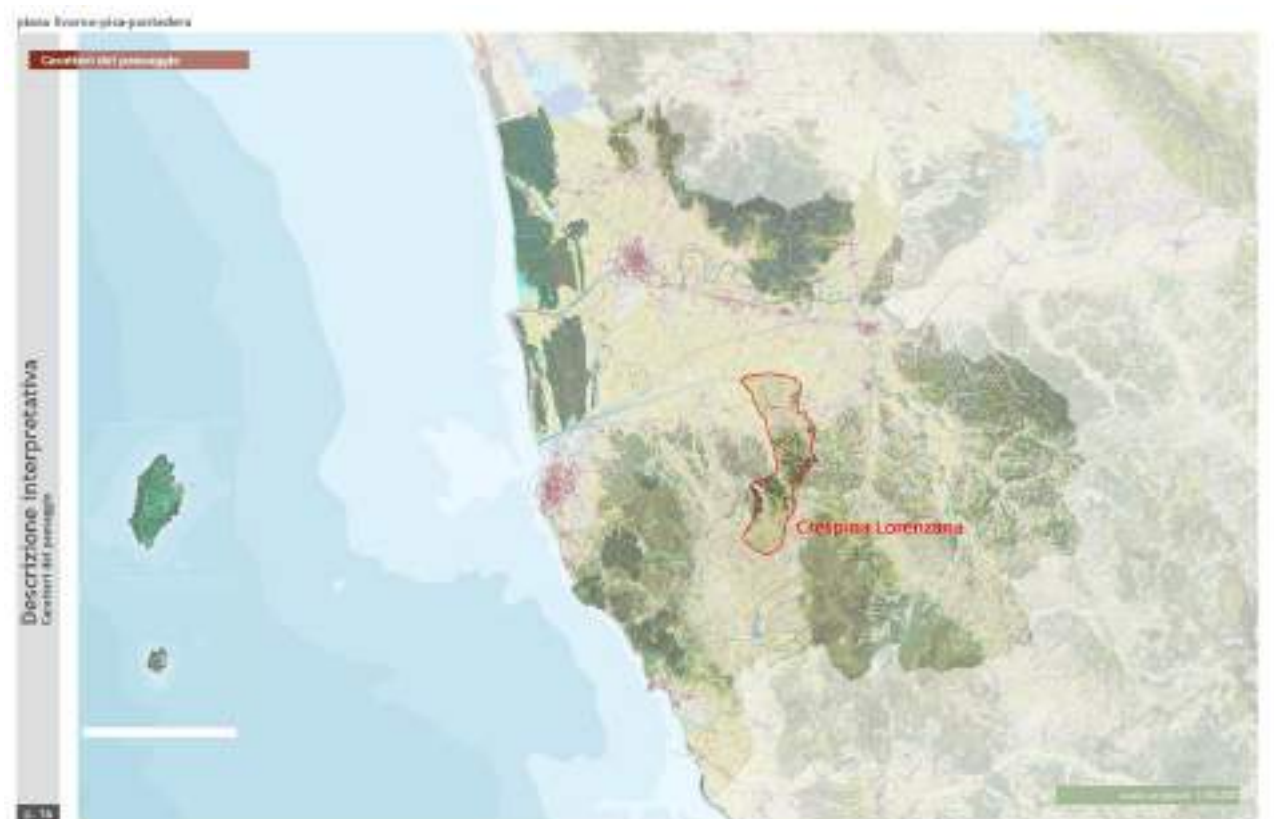 piana livorno-pisa-pontedera
Caratteri del paesaggio
Descrizione interpretativa
Caratteri del paesaggio
Crespina Lorenzana